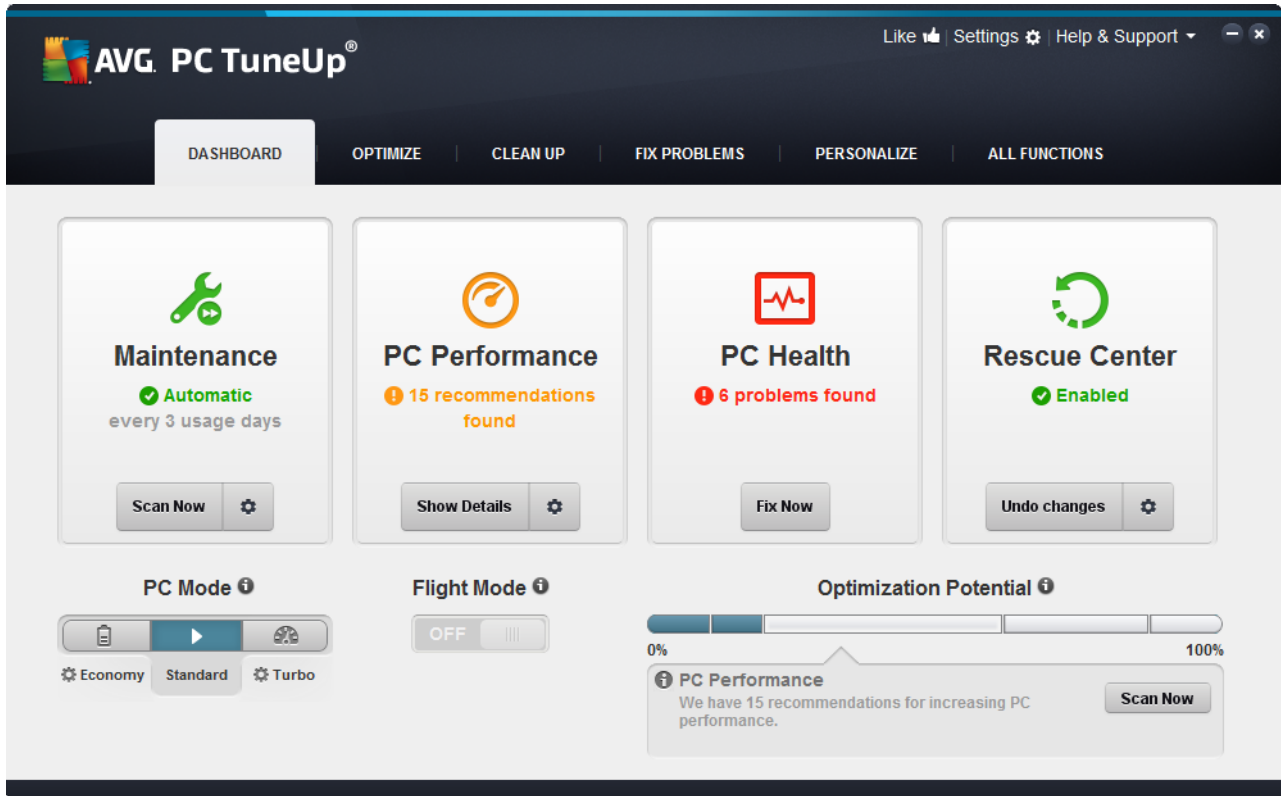 Like | Settings | Help & Support
AVG. PC TuneUp®
DASHBOARD
OPTIMIZE
CLEAN UP
FIX PROBLEMS
PERSONALIZE
ALL FUNCTIONS
Maintenance
Automatic
every 3 usage days
Scan Now
PC Performance
15 recommendations
found
Show Details
PC Health
6 problems found
Fix Now
Rescue Center
Enabled
Undo changes
PC Mode
Economy
Standard
Turbo
Flight Mode
OFF
Optimization Potential
0%
100%
PC Performance
We have 15 recommendations for increasing PC
performance.
Scan Now